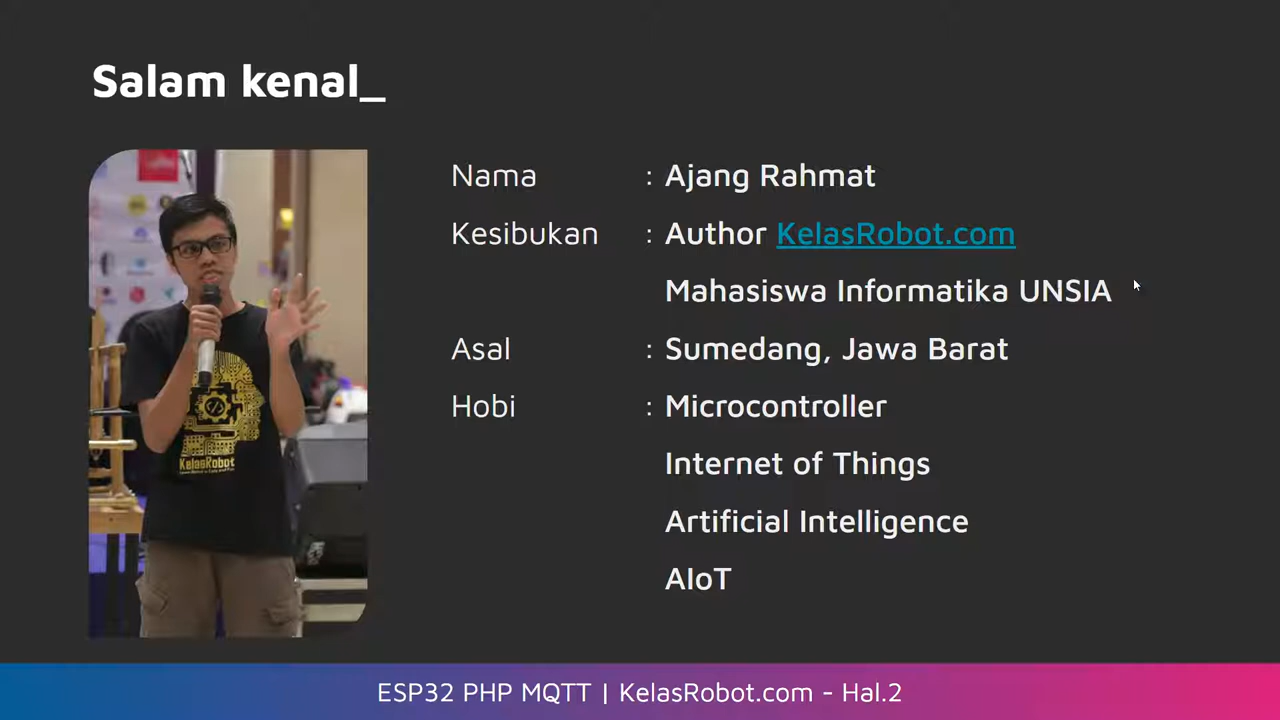 Salam kenal_
Nama : Ajang Rahmat
Kesibukan : Author KelasRobot.com
Mahasiswa Informatika UNSIA
Asal : Sumedang, Jawa Barat
Hobi : Microcontroller
Internet of Things
Artificial Intelligence
AIoT
KelasRobot
ESP32 PHP MQTT | KelasRobot.com - Hal.2